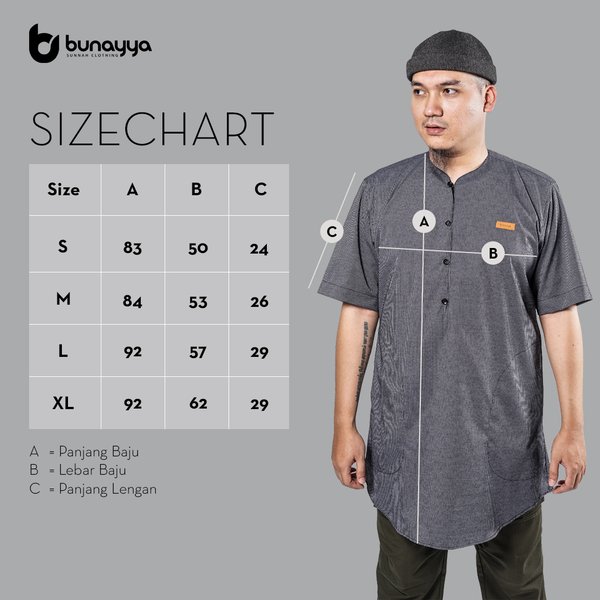 bunayya
SUNNAH CLOTHING
SIZECHART
Size A B C
S 83 50 24
M 84 53 26
L 92 57 29
XL 92 62 29
A = Panjang Baju
B = Lebar Baju
C = Panjang Lengan
C
A
B